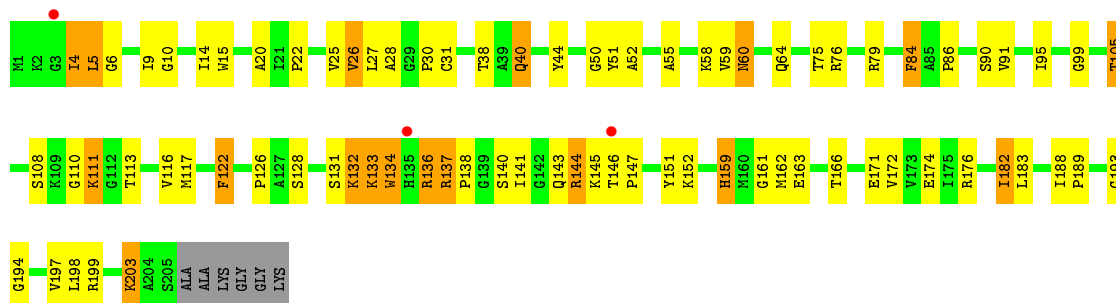 M1 K2 G3 I4 L5 G6 I9 G10 I14 W15 A20 I21 P22 V25 V26 L27 A28 G29 P30 C31 T38 A39 Q40 Y44 G50 Y51 A52 A55 K58 V59 N60 Q64 T75 R76 R79 F84 A85 P86 S90 V91 I95 G99 T105
S108 K109 G110 K111 G112 T113 V116 M117 F122 P126 A127 S128 S131 K132 K133 W134 H135 R136 R137 P138 G139 S140 I141 G142 Q143 R144 K145 T146 P147 Y151 K152 H159 M160 G161 M162 E163 T166 E171 V172 V173 E174 I175 R176 I182 L183 I188 P189 G193
G194 V197 L198 R199 K203 A204 S205 ALA ALA LYS GLY GLY LYS